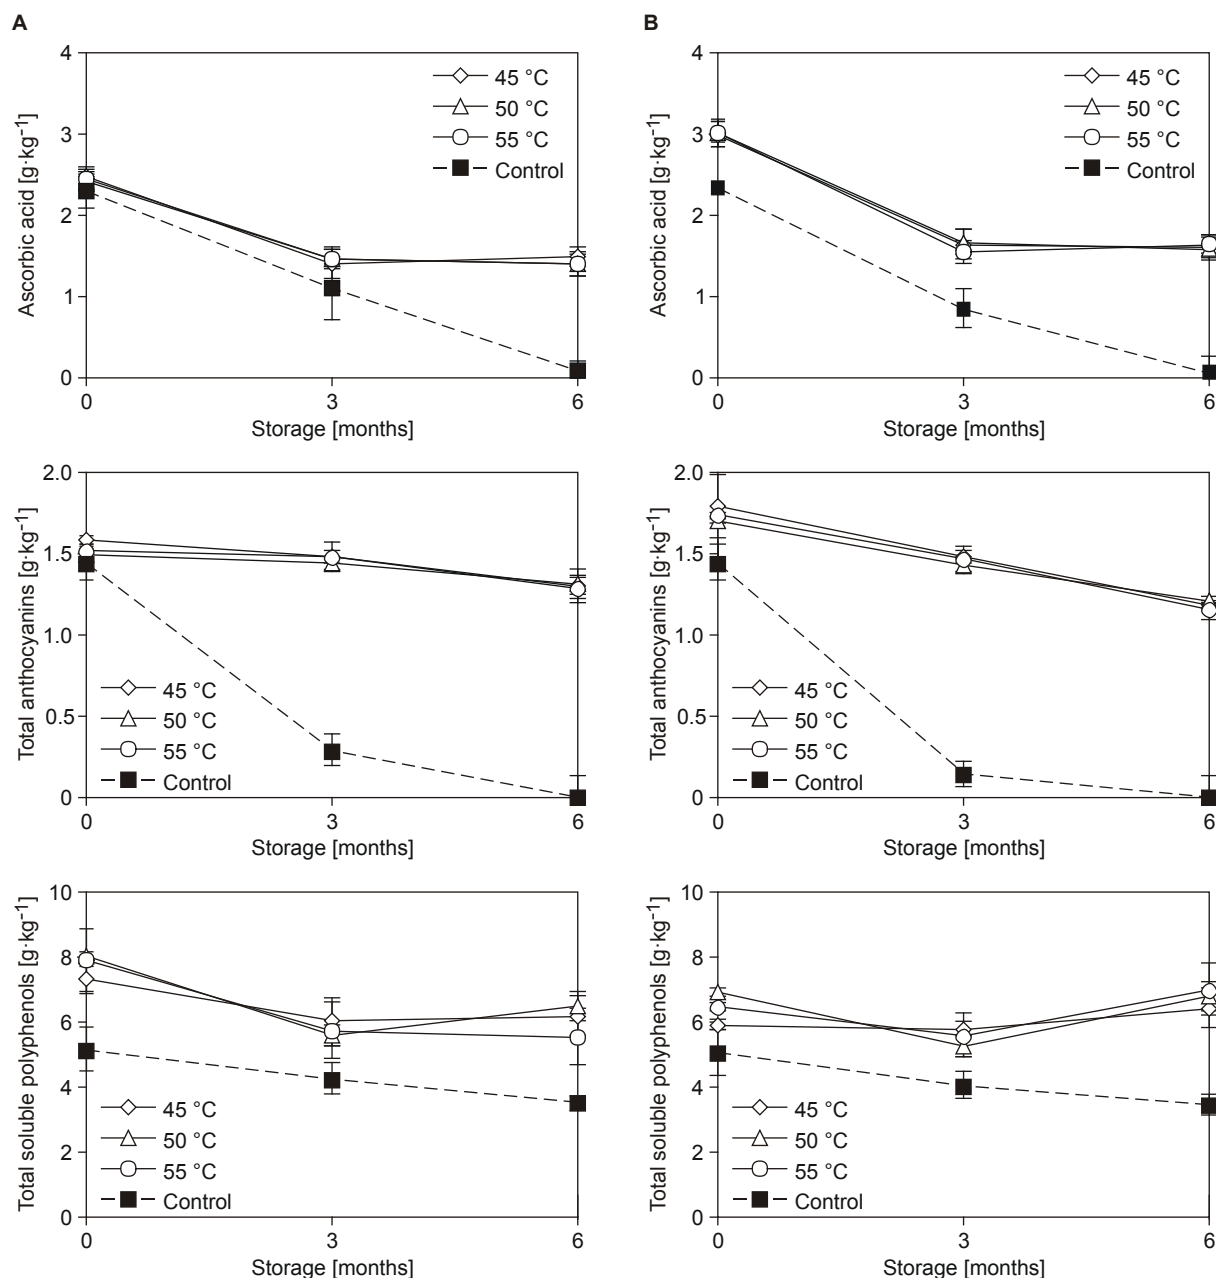 A
Ascorbic acid [g·kg⁻¹]
4
3
2
1
0
45 °C
50 °C
55 °C
Control
0 3 6
Storage [months]
B
Ascorbic acid [g·kg⁻¹]
4
3
2
1
0
45 °C
50 °C
55 °C
Control
0 3 6
Storage [months]
Total anthocyanins [g·kg⁻¹]
2.0
1.5
1.0
0.5
0
45 °C
50 °C
55 °C
Control
0 3 6
Storage [months]
Total anthocyanins [g·kg⁻¹]
2.0
1.5
1.0
0.5
0
45 °C
50 °C
55 °C
Control
0 3 6
Storage [months]
Total soluble polyphenols [g·kg⁻¹]
10
8
6
4
2
0
45 °C
50 °C
55 °C
Control
0 3 6
Storage [months]
Total soluble polyphenols [g·kg⁻¹]
10
8
6
4
2
0
45 °C
50 °C
55 °C
Control
0 3 6
Storage [months]